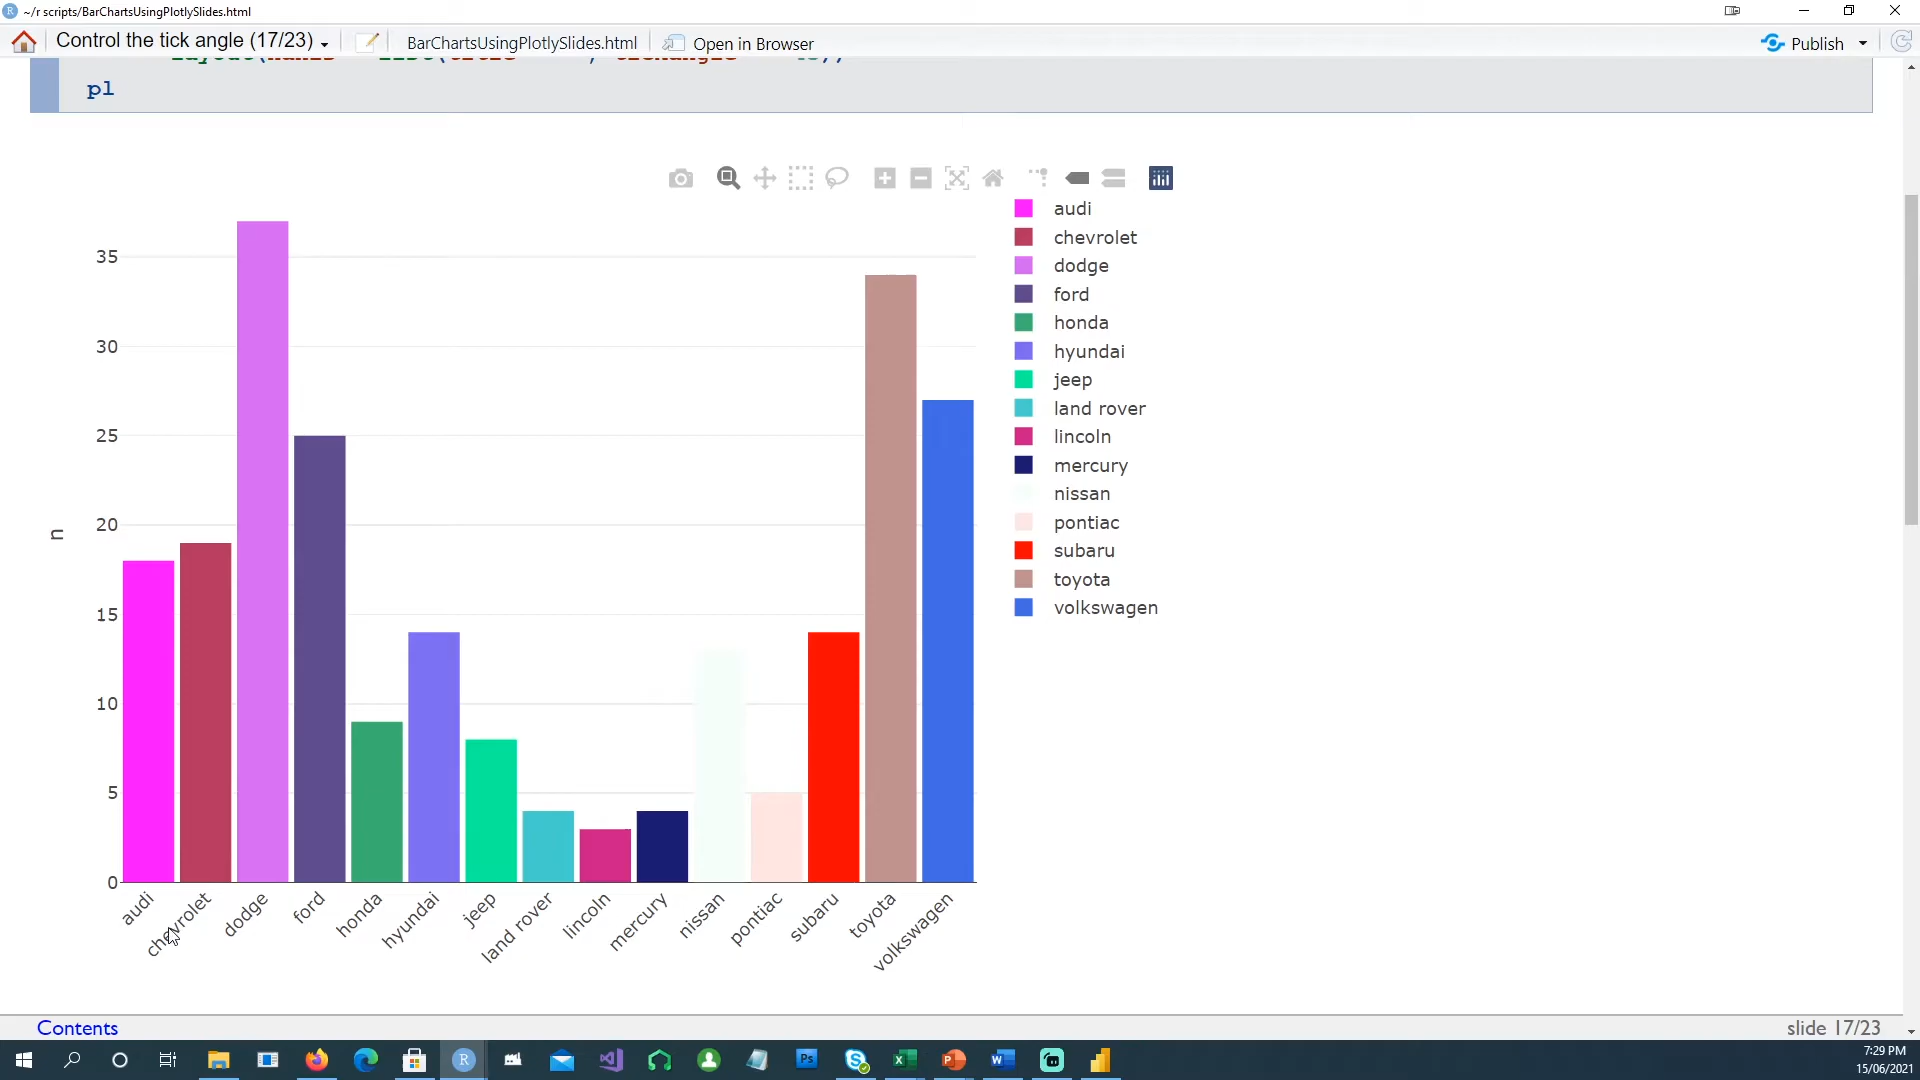 ~/r scripts/BarChartsUsingPlotlySlides.html
Control the tick angle (17/23)
BarChartsUsingPlotlySlides.html
Open in Browser
Publish
pl
audi
chevrolet
dodge
ford
honda
hyundai
jeep
land rover
lincoln
mercury
nissan
pontiac
subaru
toyota
volkswagen
35
30
25
20
15
10
5
0
n
audi
chevrolet
dodge
ford
honda
hyundai
jeep
land rover
lincoln
mercury
nissan
pontiac
subaru
toyota
volkswagen
Contents
slide 17/23
7:29 PM
15/06/2021